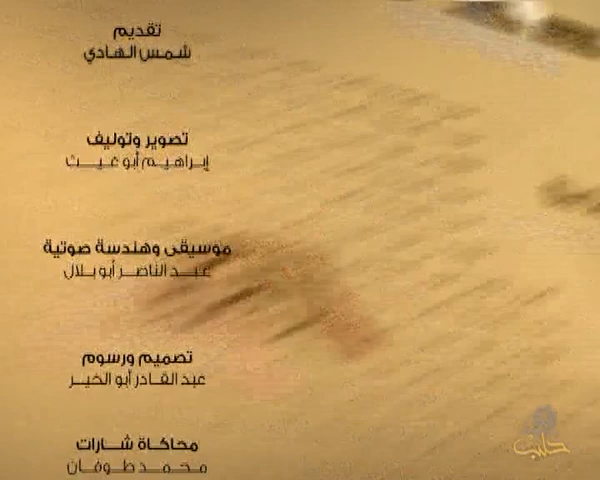 تقديم
شمس الهادي
تصوير وتوليف
إبراهيم أبو غيث
موسيقى وهندسة صوتية
عبد الناصر أبو بلال
تصميم ورسوم
عبد القادر أبو الخير
محاكاة شارات
محمد طوفان
حلب